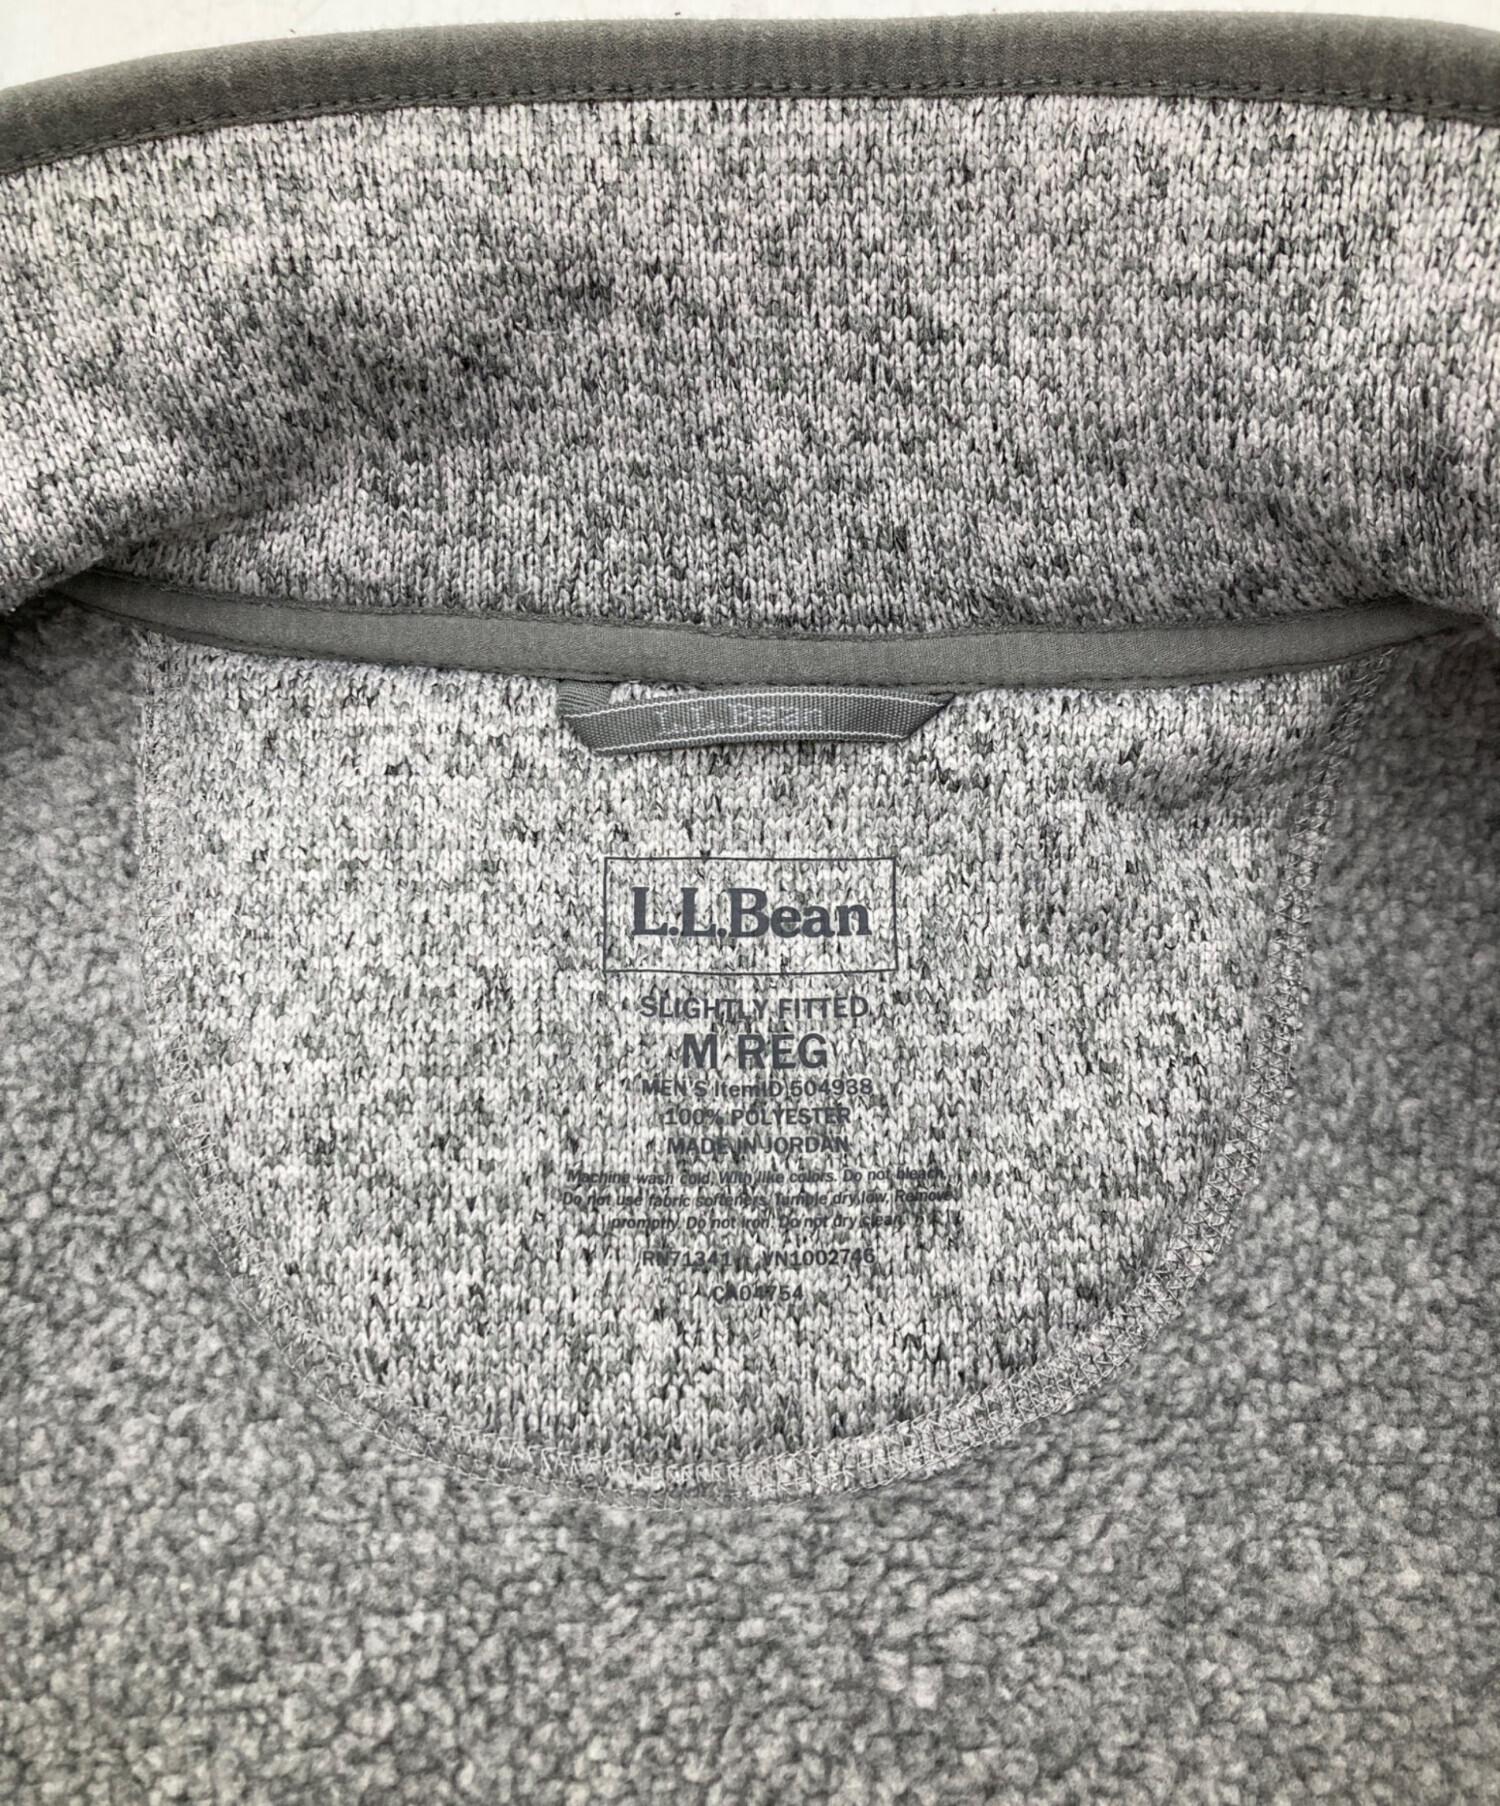 L.L.Bean
L.L.Bean
SLIGHTLY FITTED
M REG
MEN'S ItemID 504938
100% POLYESTER
MADE IN JORDAN
Machine wash cold, With like colors. Do not bleach.
Do not use fabric softeners, Tumble dry low, Remove
promptly. Do not iron. Do not dry clean.
RN71341 VN1002746
CA04754